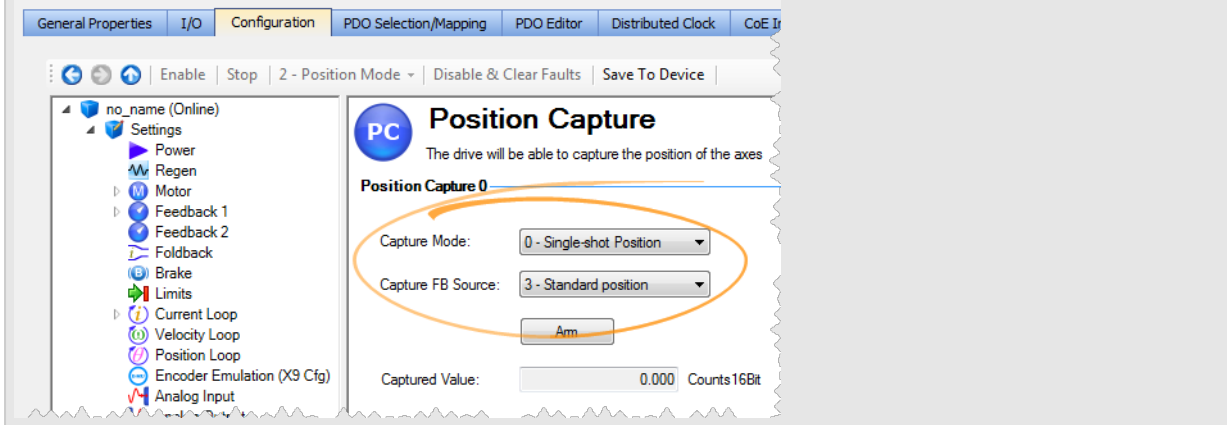 General Properties I/O Configuration PDO Selection/Mapping PDO Editor Distributed Clock CoE
Enable Stop 2 - Position Mode Disable & Clear Faults Save To Device
no_name (Online)
Settings
Power
Regen
M Motor
Feedback 1
Feedback 2
Foldback
B Brake
Limits
i Current Loop
Velocity Loop
Position Loop
Encoder Emulation (X9 Cfg)
Analog Input
PC Position Capture
The drive will be able to capture the position of the axes
Position Capture 0
Capture Mode: 0 - Single-shot Position
Capture FB Source: 3 - Standard position
Arm
Captured Value: 0.000 Counts16Bit